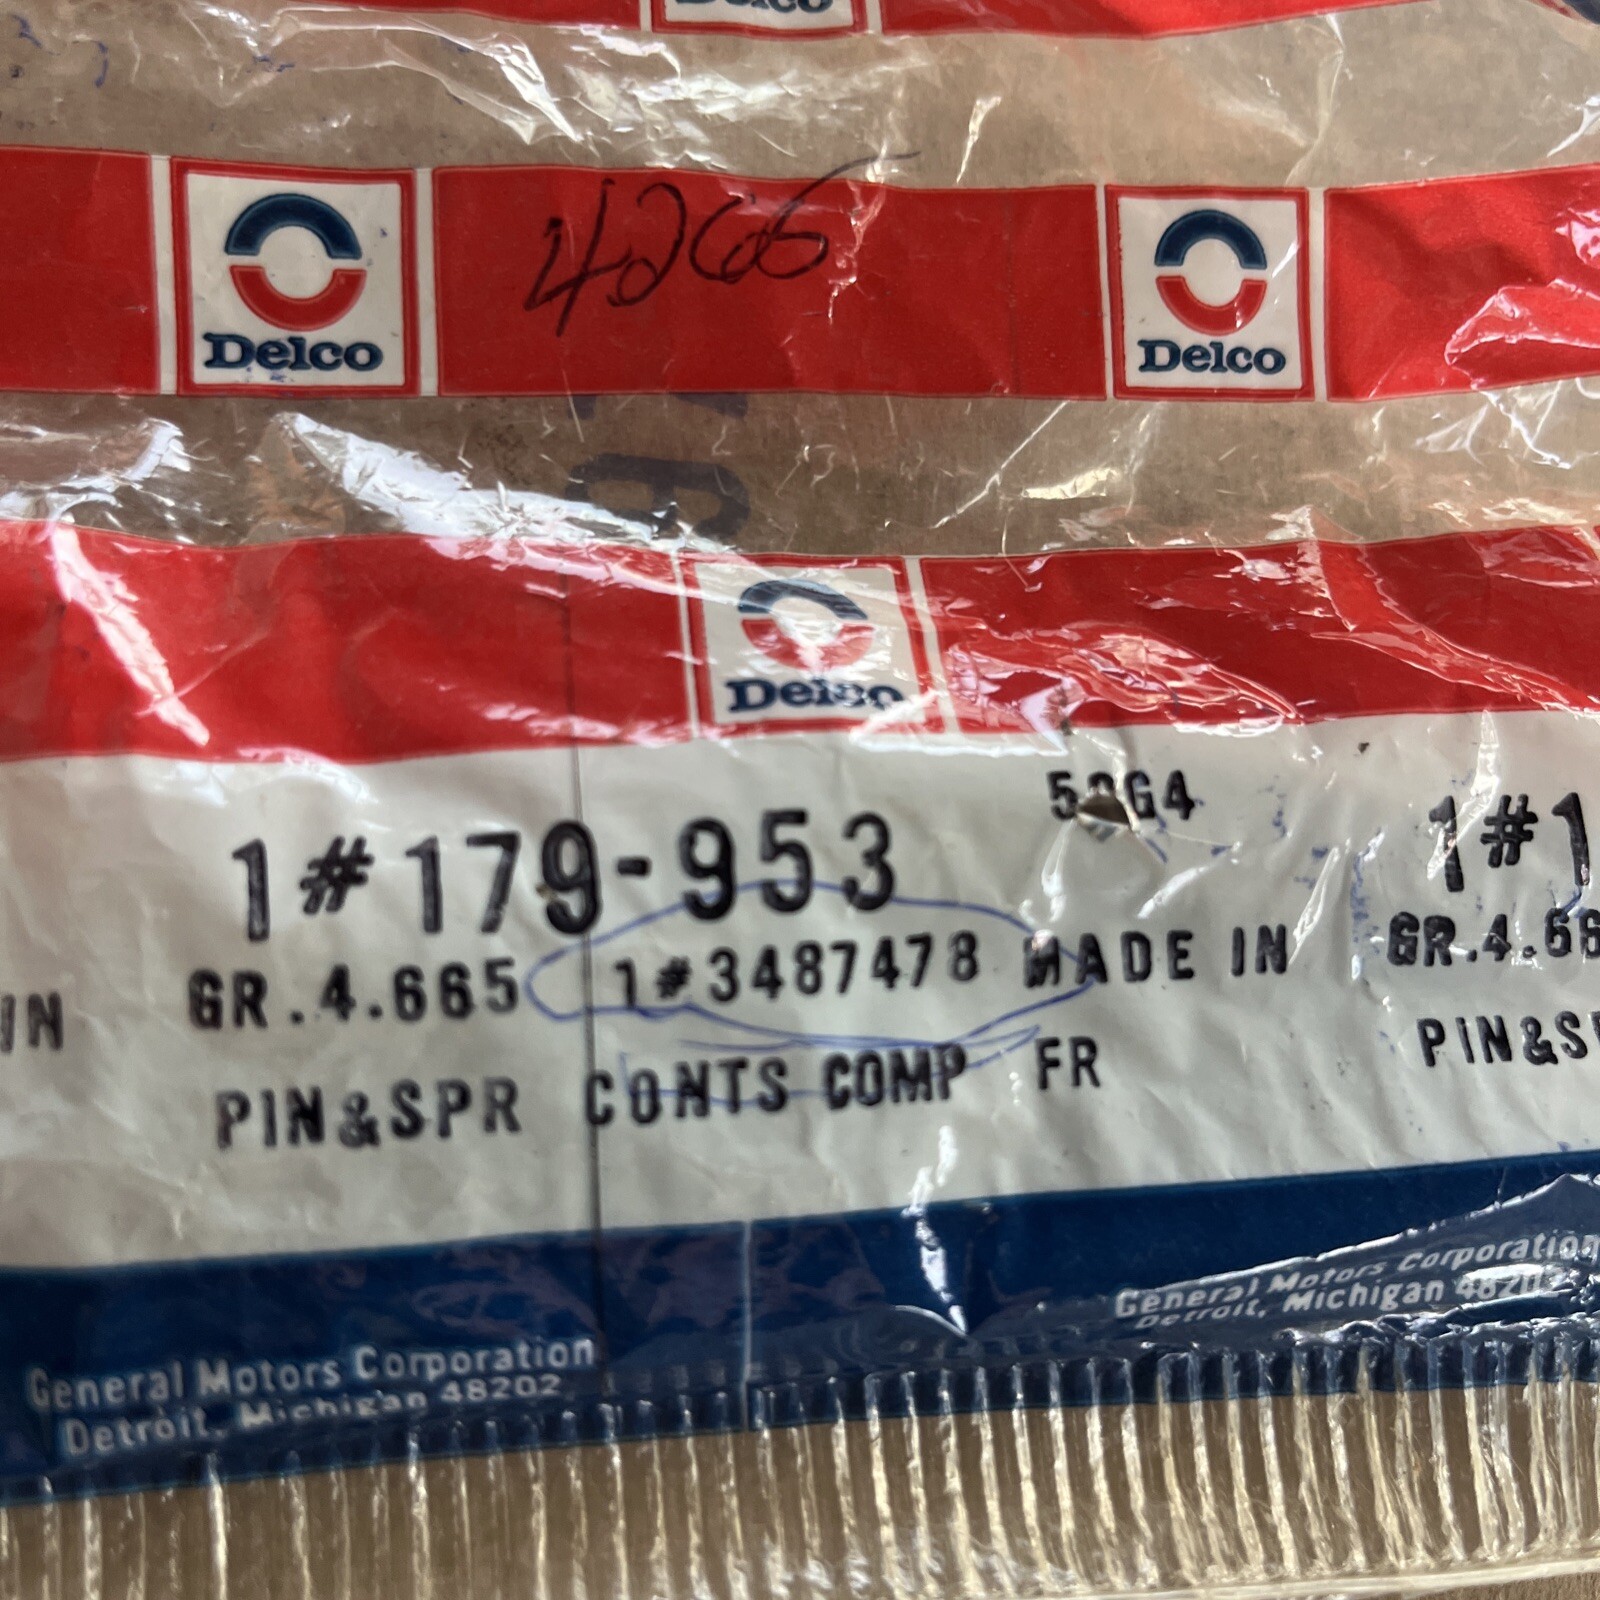 Delco
Delco
4266
Delco
Delco
1#179-953
GR.4.665 1#3487478 MADE IN
PIN&SPR CONTS COMP FR
IN
1#1
GR.4.66
PIN&SP
General Motors Corporation
Detroit, Michigan 48202
General Motors Corporation
Detroit, Michigan 48202